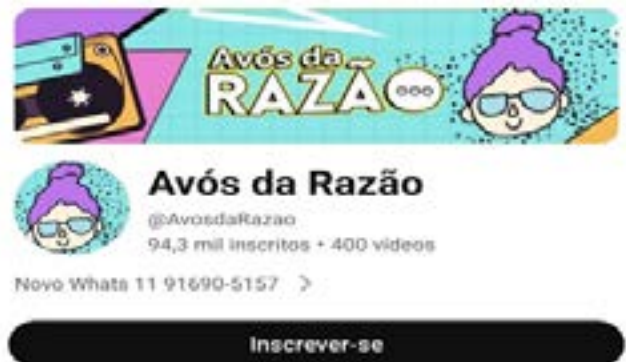 Avós da
RAZÃO
Avós da Razão
@AvosdaRazao
94,3 mil inscritos • 400 vídeos
Novo Whats 11 91690-5157 >
Inscrever-se